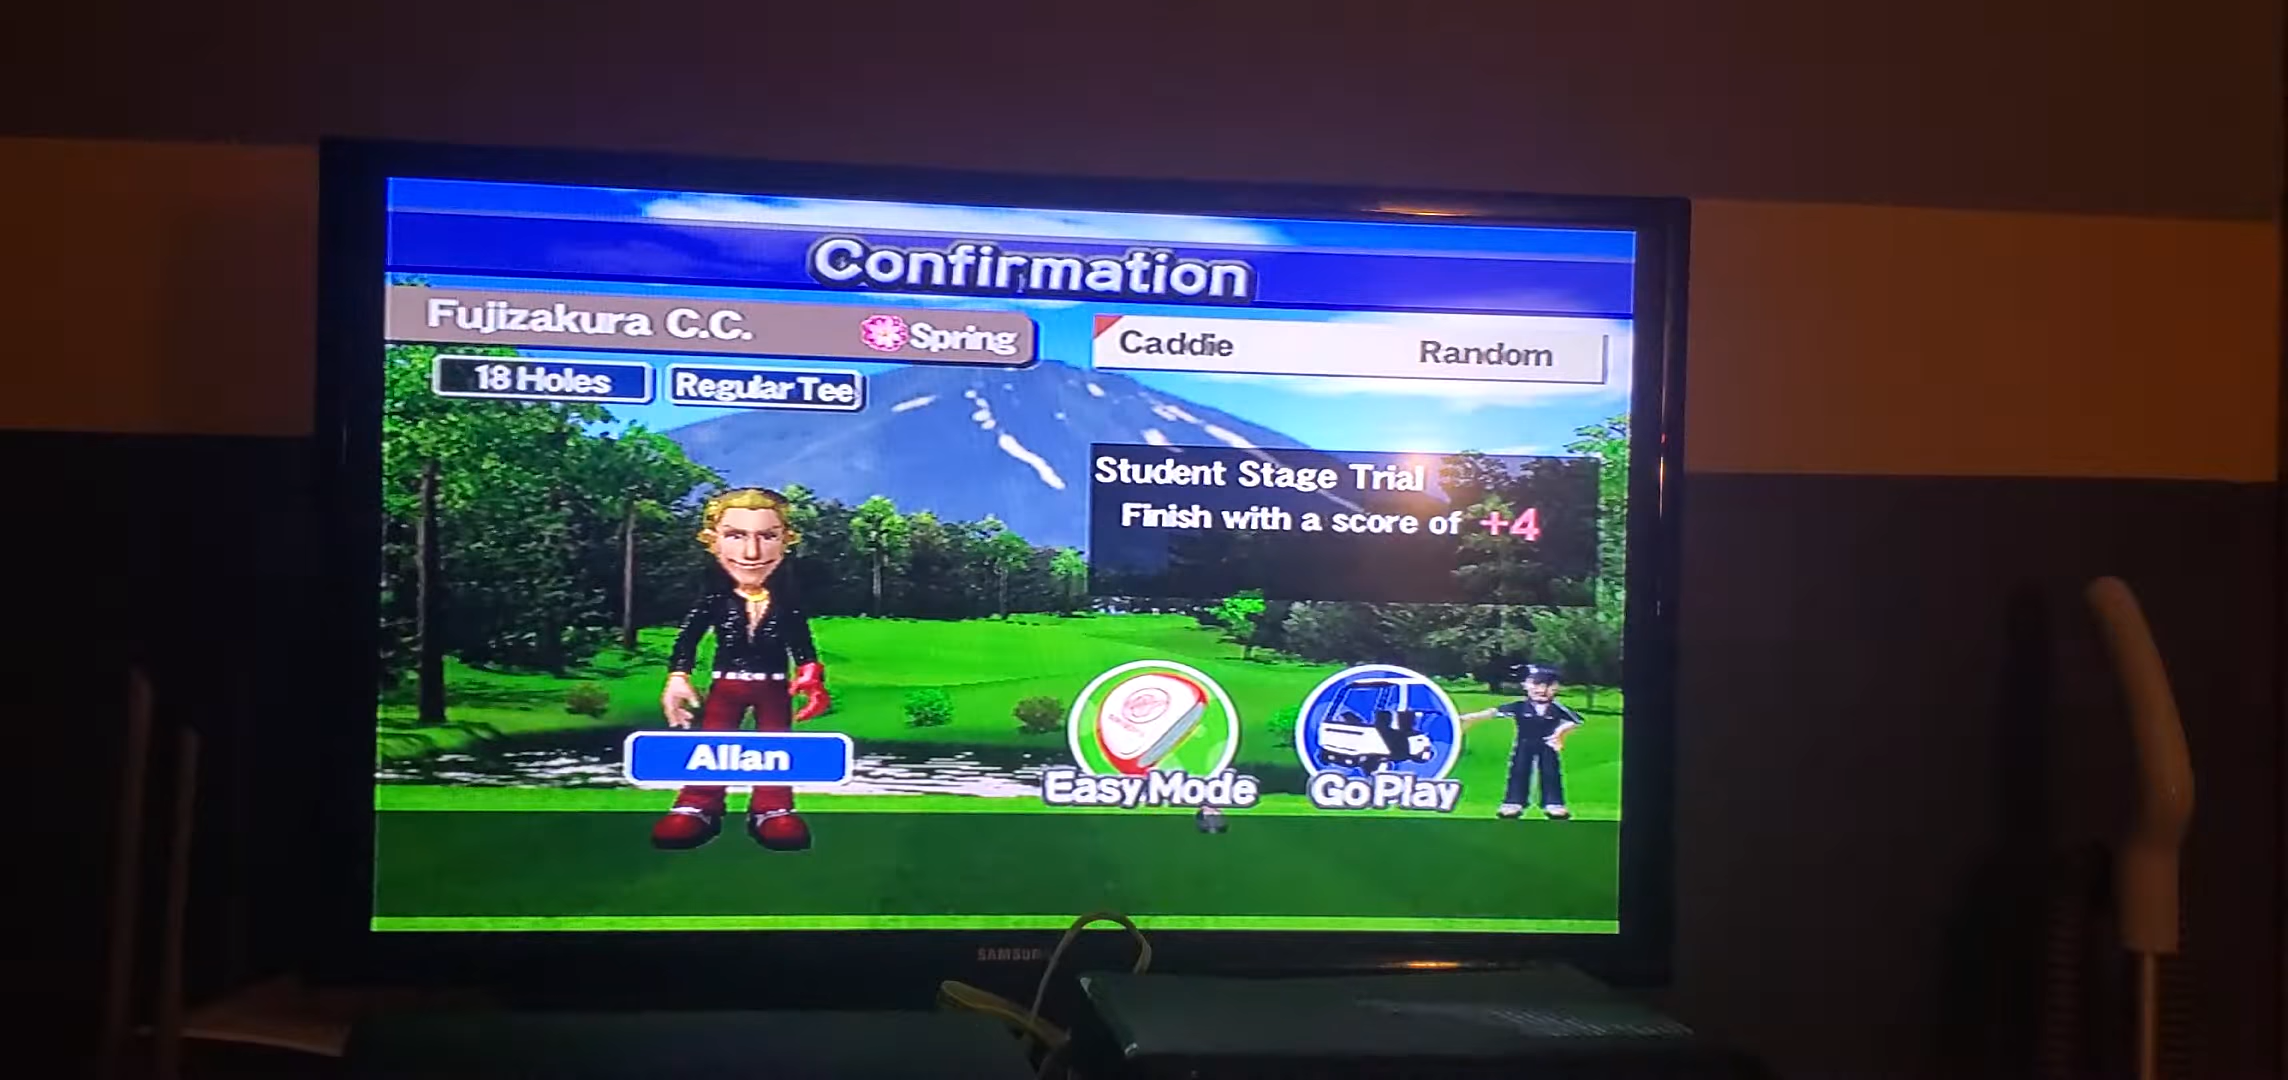 Confirmation
Fujizakura C.C.
Spring
Caddie
Random
18 Holes
Regular Tee
Student Stage Trial
Finish with a score of +4
Allan
Easy Mode
Go Play
SAMSUNG